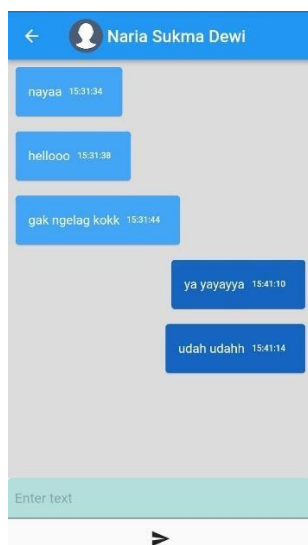 Naria Sukma Dewi
nayaa 15:31:34
hellooo 15:31:38
gak ngelag kokk 15:31:44
ya yayayya 15:41:10
udah udahh 15:41:14
Enter text